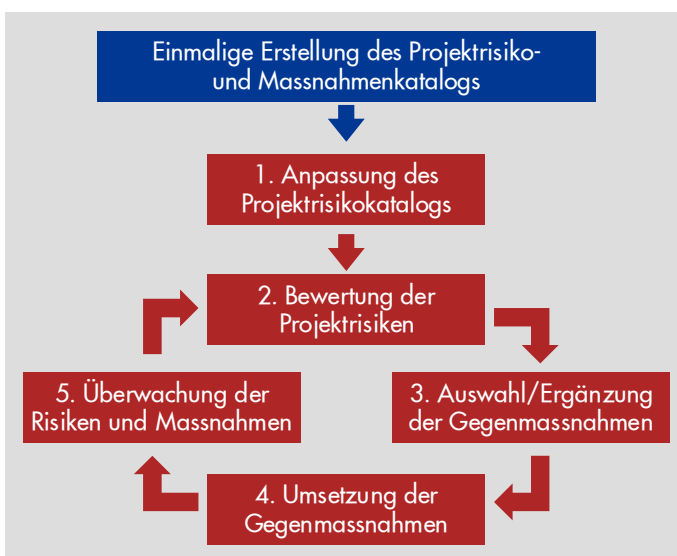 Einmalige Erstellung des Projektrisiko-
und Massnahmenkatalogs
1. Anpassung des
Projektrisikokatalogs
2. Bewertung der
Projektrisiken
3. Auswahl/Ergänzung
der Gegenmassnahmen
4. Umsetzung der
Gegenmassnahmen
5. Überwachung der
Risiken und Massnahmen